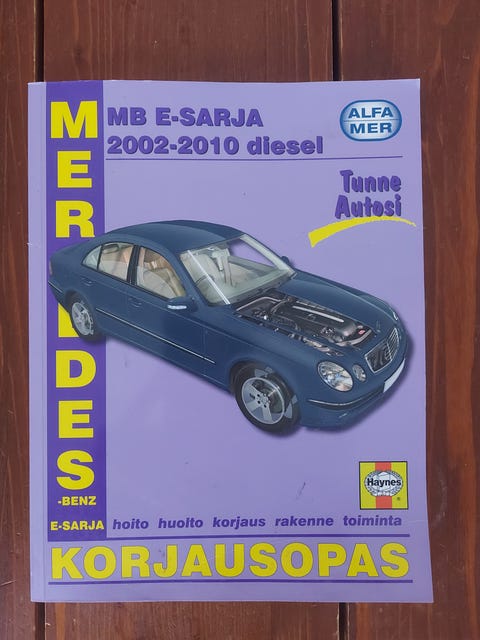 MERCEDES
-BENZ
E-SARJA
MB E-SARJA
2002-2010 diesel
ALFA
MER
Tunne
Autosi
Haynes
hoito huolto korjaus rakenne toiminta
KORJAUSOPAS